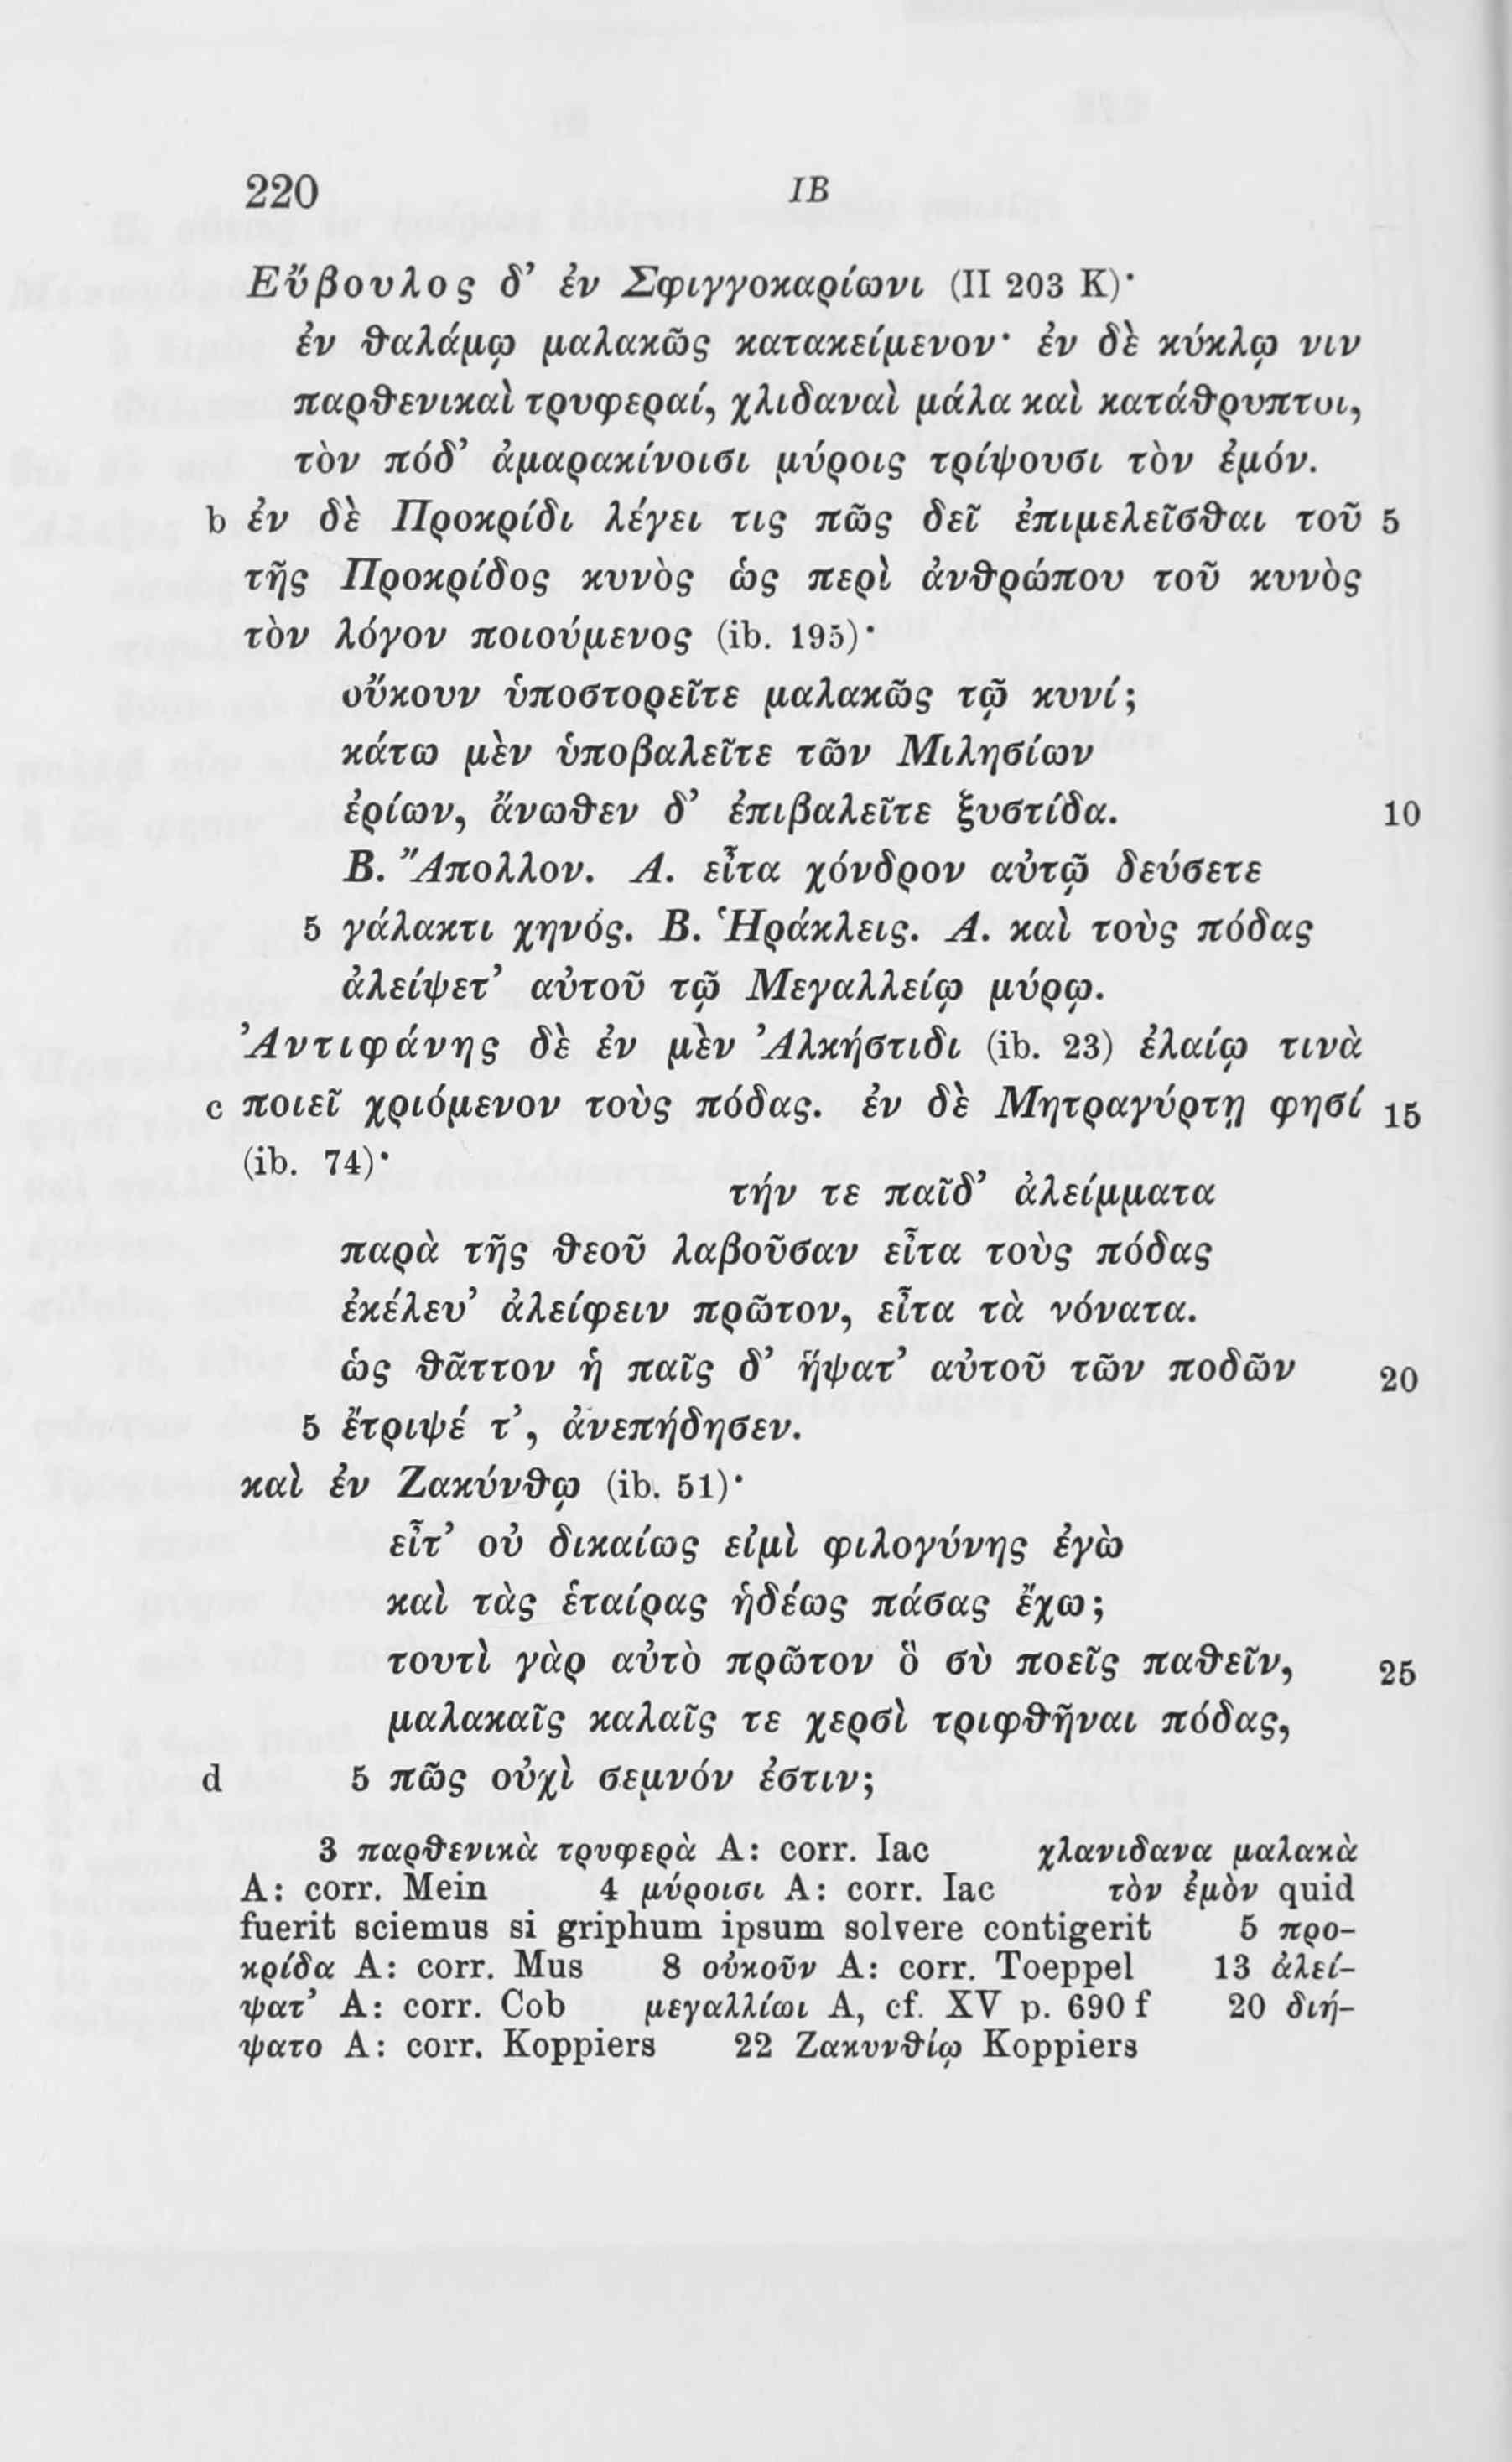 220 ΙΒ
Εὔβουλος δ’ ἐν Σφιγγοκαρίωνι (II 203 K)·
ἐν θαλάμῳ μαλακῶς κατακείμενον· ἐν δὲ κύκλῳ νιν
παρθενικαὶ τρυφεραί, χλιδαναὶ μάλα καὶ κατάθρυπτοι,
τὸν πόδ’ ἀμαρακίνοισι μύροις τρίψουσι τὸν ἐμόν.
b ἐν δὲ Προκρίδι λέγει τις πῶς δεῖ ἐπιμελεῖσθαι τοῦ 5
τῆς Προκρίδος κυνὸς ὡς περὶ ἀνθρώπου τοῦ κυνὸς
τὸν λόγον ποιούμενος (ib. 195)·
οὔκουν ὑποστορεῖτε μαλακῶς τῷ κυνί;
κάτω μὲν ὑποβαλεῖτε τῶν Μιλησίων
ἐρίων, ἄνωθεν δ’ ἐπιβαλεῖτε ξυστίδα. 10
Β. Ἄπολλον. Α. εἶτα χόνδρον αὐτῷ δεύσετε
5 γάλακτι χηνός. Β. Ἡράκλεις. Α. καὶ τοὺς πόδας
ἀλείψετ’ αὐτοῦ τῷ Μεγαλλείῳ μύρῳ.
Ἀντιφάνης δὲ ἐν μὲν Ἀλκήστιδι (ib. 23) ἐλαίῳ τινὰ
c ποιεῖ χριόμενον τοὺς πόδας. ἐν δὲ Μητραγύρτῃ φησί 15
(ib. 74)·
τήν τε παῖδ’ ἀλείμματα
παρὰ τῆς θεοῦ λαβοῦσαν εἶτα τοὺς πόδας
ἐκέλευ’ ἀλείφειν πρῶτον, εἶτα τὰ νόνατα.
ὡς θᾶττον ἡ παῖς δ’ ἥψατ’ αὐτοῦ τῶν ποδῶν 20
5 ἔτριψέ τ’, ἀνεπήδησεν.
καὶ ἐν Ζακύνθῳ (ib. 51)·
εἶτ’ οὐ δικαίως εἰμὶ φιλογύνης ἐγὼ
καὶ τὰς ἑταίρας ἡδέως πάσας ἔχω;
τουτὶ γὰρ αὐτὸ πρῶτον ὃ σὺ ποεῖς παθεῖν, 25
μαλακαῖς καλαῖς τε χερσὶ τριφθῆναι πόδας,
d 5 πῶς οὐχὶ σεμνόν ἐστιν;
3 παρθενικὰ τρυφερὰ A: corr. Iac χλανιδανα μαλακὰ
A: corr. Mein 4 μύροισι A: corr. Iac τὸν ἐμὸν quid
fuerit sciemus si griphum ipsum solvere contigerit 5 προ-
κρίδα A: corr. Mus 8 οὐκοῦν A: corr. Toeppel 13 ἀλεί-
ψατ’ A: corr. Cob μεγαλλίωι A, cf. XV p. 690 f 20 διή-
ψατο A: corr. Koppiers 22 Ζακυνθίῳ Koppiers